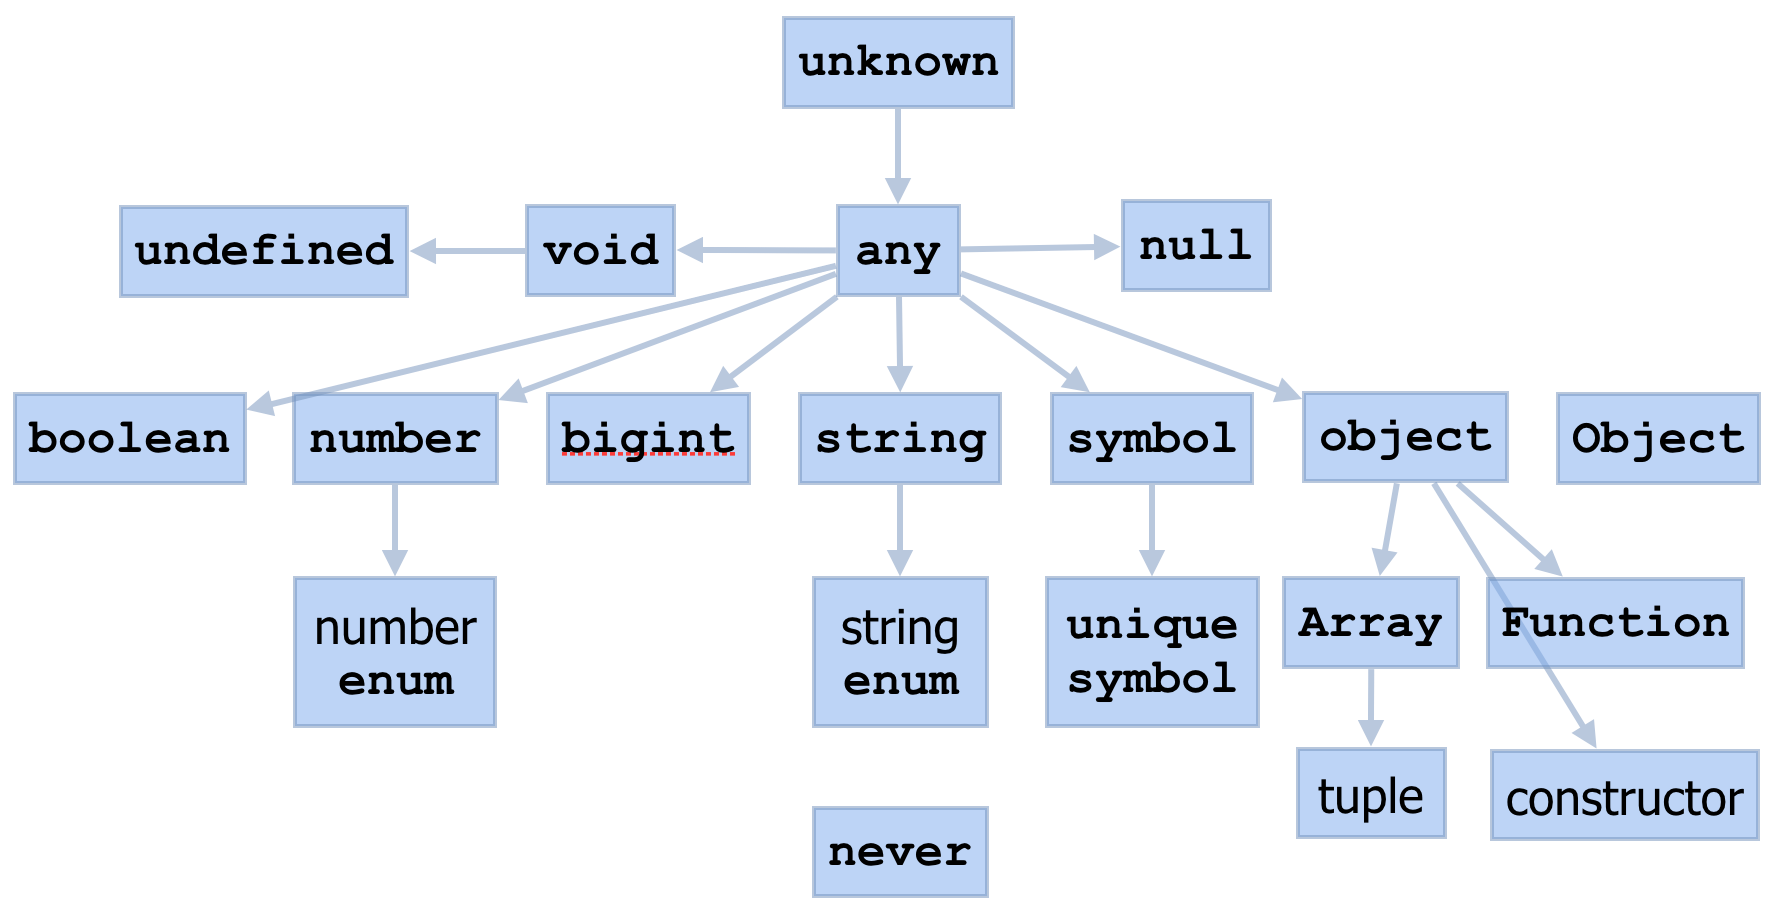 unknown
undefined
void
any
null
boolean
number
bigint
string
symbol
object
Object
number
enum
string
enum
unique
symbol
Array
Function
tuple
constructor
never